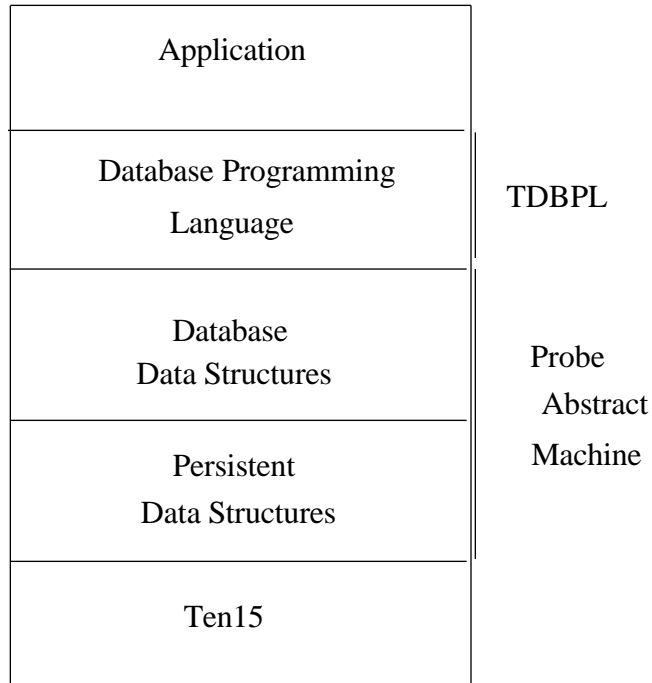 Application
Database Programming
Language
TDBPL
Database
Data Structures
Probe
Abstract
Machine
Persistent
Data Structures
Ten15